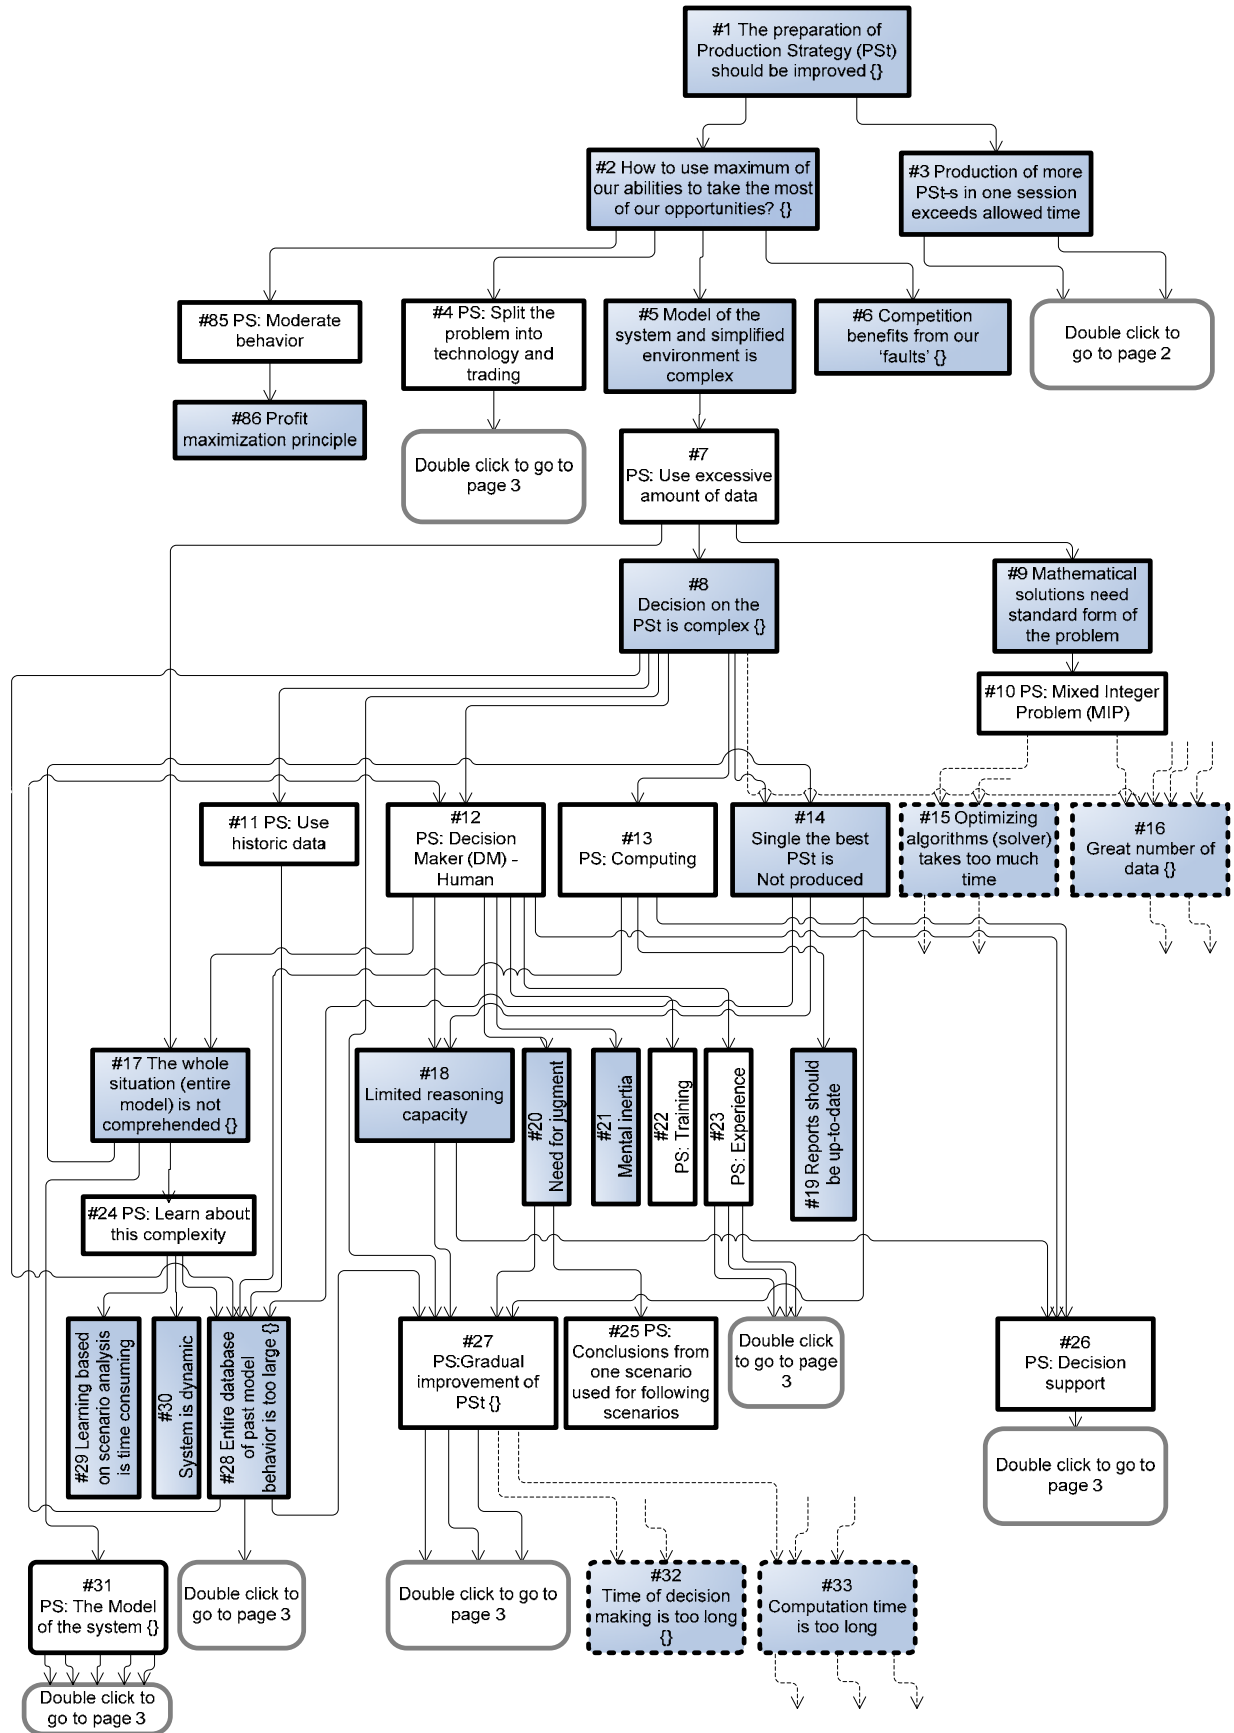 #1 The preparation of
Production Strategy (PSt)
should be improved {}
#2 How to use maximum of
our abilities to take the most
of our opportunities? {}
#3 Production of more
PSt-s in one session
exceeds allowed time
#85 PS: Moderate
behavior
#4 PS: Split the
problem into
technology and
trading
#5 Model of the
system and simplified
environment is
complex
#6 Competition
benefits from our
‘faults’ {}
Double click to
go to page 2
#86 Profit
maximization principle
Double click to go to
page 3
#7
PS: Use excessive
amount of data
#8
Decision on the
PSt is complex {}
#9 Mathematical
solutions need
standard form of
the problem
#10 PS: Mixed Integer
Problem (MIP)
#11 PS: Use
historic data
#12
PS: Decision
Maker (DM) -
Human
#13
PS: Computing
#14
Single the best
PSt is
Not produced
#15 Optimizing
algorithms (solver)
takes too much
time
#16
Great number of
data {}
#17 The whole
situation (entire
model) is not
comprehended {}
#18
Limited reasoning
capacity
#20
Need for jugment
#21
Mental inertia
#22
PS: Training
#23
PS: Experience
#19 Reports should
be up-to-date
#24 PS: Learn about
this complexity
#29 Learning based
on scenario analysis
is time consuming
#30
System is dynamic
#28 Entire database
of past model
behavior is too large {}
#27
PS:Gradual
improvement of
PSt {}
#25 PS:
Conclusions from
one scenario
used for following
scenarios
Double click
to go to page
3
#26
PS: Decision
support
Double click to go to
page 3
#31
PS: The Model
of the system {}
Double click to
go to page 3
Double click to go to
page 3
#32
Time of decision
making is too long
{}
#33
Computation time
is too long
Double click to
go to page 3